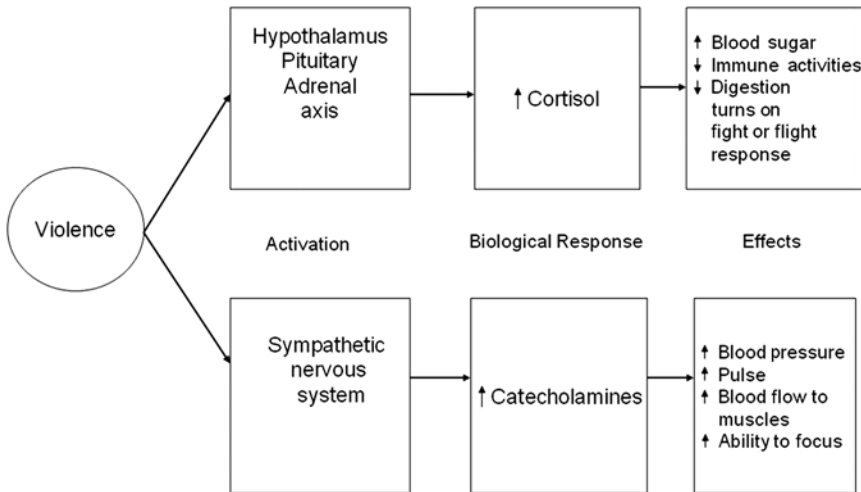 Hypothalamus
Pituitary
Adrenal
axis
↑ Cortisol
↑ Blood sugar
↓ Immune activities
↓ Digestion
turns on
fight or flight
response
Violence
Activation
Biological Response
Effects
Sympathetic
nervous
system
↑ Catecholamines
↑ Blood pressure
↑ Pulse
↑ Blood flow to
muscles
↑ Ability to focus